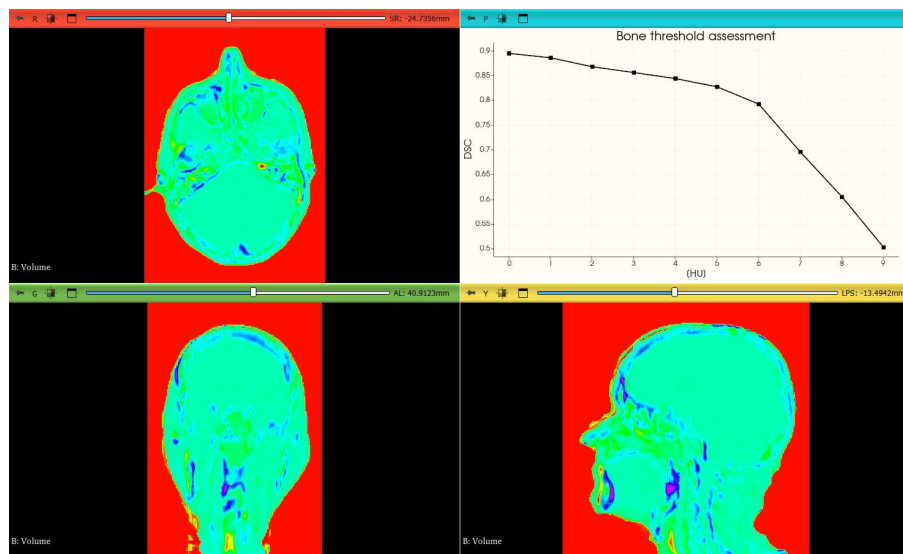 R
SR: -24.7356mm
B: Volume
P
Bone threshold assessment
DSC
0.9
0.85
0.8
0.75
0.7
0.65
0.6
0.55
0.5
0 1 2 3 4 5 6 7 8 9
(HU)
G
AL: 40.9123mm
B: Volume
Y
LPS: -13.4942mm
B: Volume